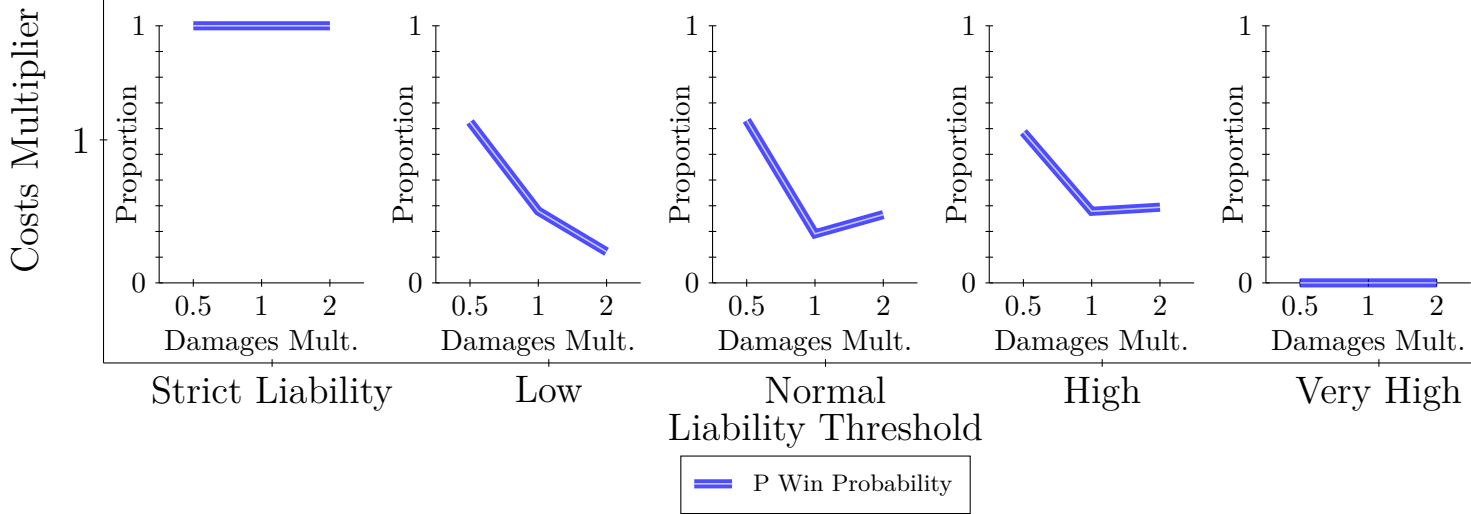 Costs Multiplier
1
1
Proportion
0
0.5 1 2
Damages Mult.
1
Proportion
0
0.5 1 2
Damages Mult.
1
Proportion
0
0.5 1 2
Damages Mult.
1
Proportion
0
0.5 1 2
Damages Mult.
1
Proportion
0
0.5 1 2
Damages Mult.
Strict Liability
Low
Normal
High
Very High
Liability Threshold
P Win Probability